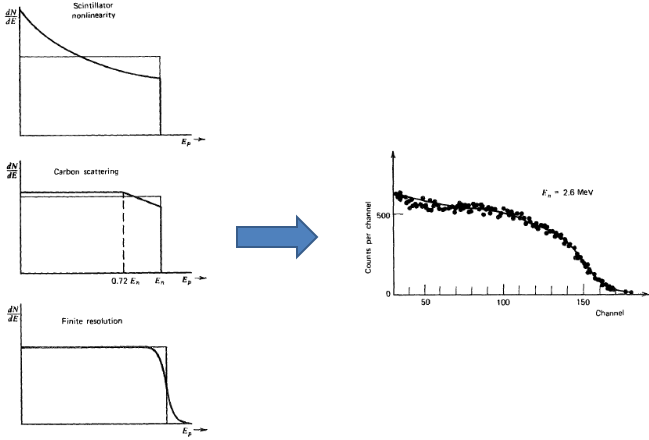 Scintillator
nonlinearity
dN
dE
E_p
Carbon scattering
dN
dE
0.72 E_n
E_n
E_p
Finite resolution
dN
dE
E_p
E_n = 2.6 MeV
Counts per channel
500
0
50
100
150
Channel